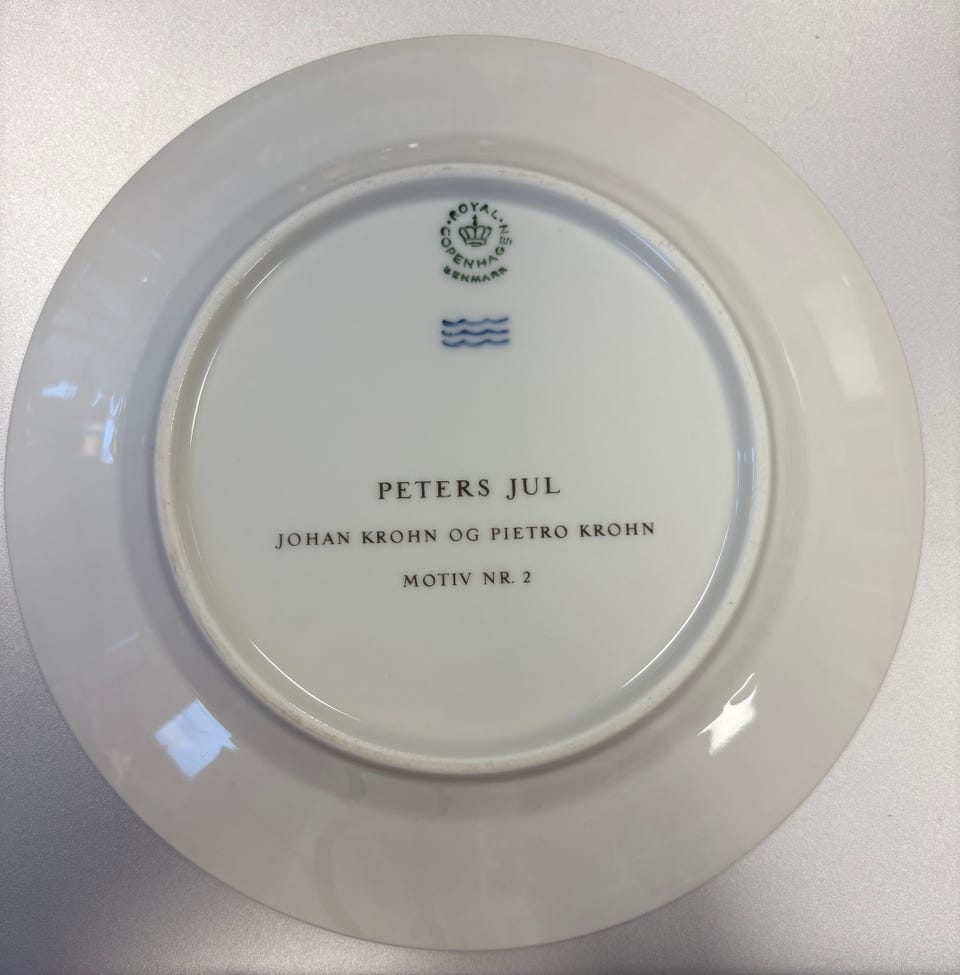 ROYAL
COPENHAGEN
DENMARK
PETERS JUL
JOHAN KROHN OG PIETRO KROHN
MOTIV NR. 2